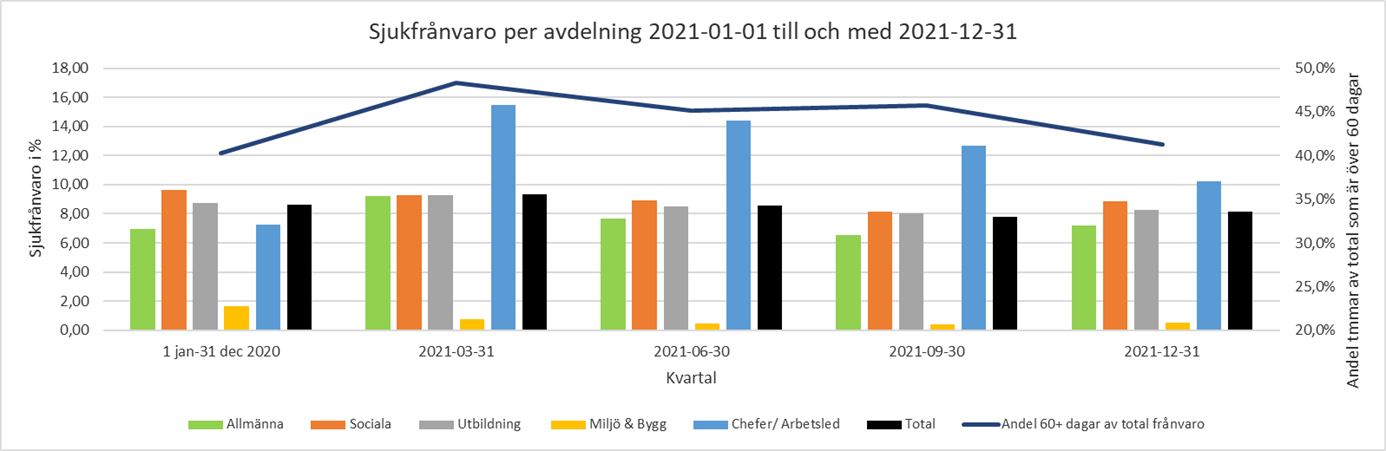 Sjukfrånvaro per avdelning 2021-01-01 till och med 2021-12-31
Sjukfrånvaro i %
18,00
16,00
14,00
12,00
10,00
8,00
6,00
4,00
2,00
0,00
50,0%
45,0%
40,0%
35,0%
30,0%
25,0%
20,0%
Andel tmmar av total som är över 60 dagar
1 jan-31 dec 2020
2021-03-31
2021-06-30
2021-09-30
2021-12-31
Kvartal
Allmänna
Sociala
Utbildning
Miljö & Bygg
Chefer/ Arbetsled
Total
Andel 60+ dagar av total frånvaro